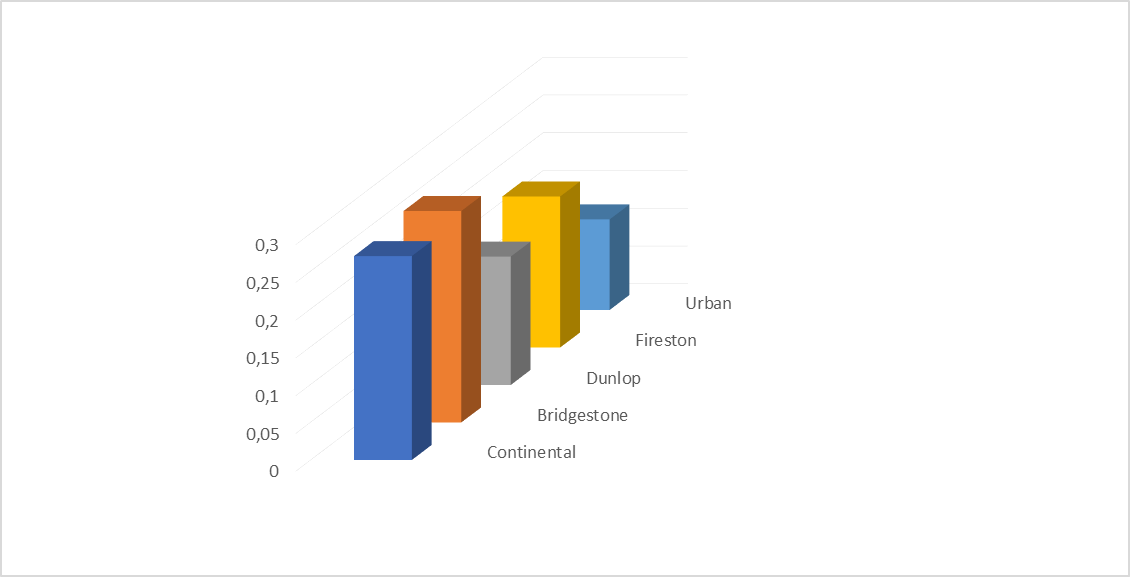 0,3
0,25
0,2
0,15
0,1
0,05
0
Urban
Fireston
Dunlop
Bridgestone
Continental